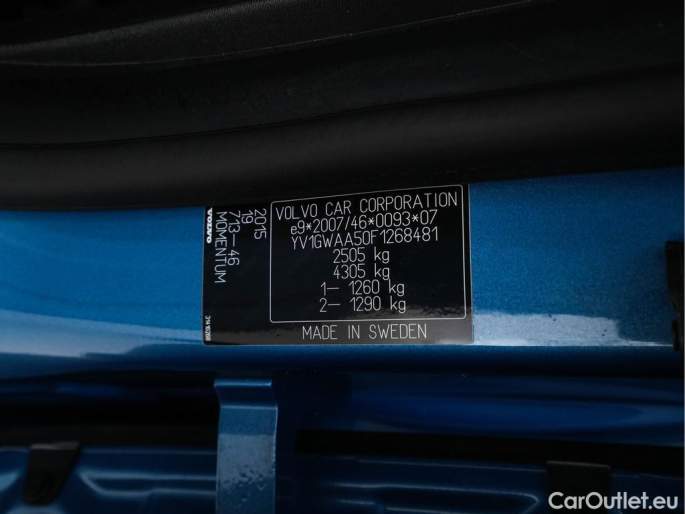 VOLVO CAR CORPORATION
e9*2007/46*0093*07
YV1GWAA50F1268481
2505 kg
4305 kg
1– 1260 kg
2– 1290 kg
MADE IN SWEDEN
2015
19
713–46
MOMENTUM
VOLVO
CarOutlet.eu